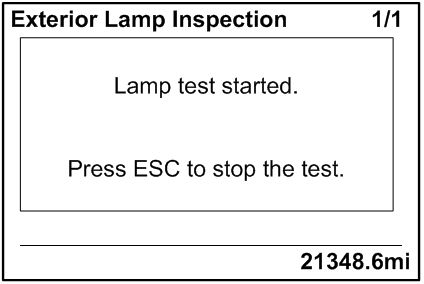 Exterior Lamp Inspection 1/1
Lamp test started.
Press ESC to stop the test.
21348.6mi